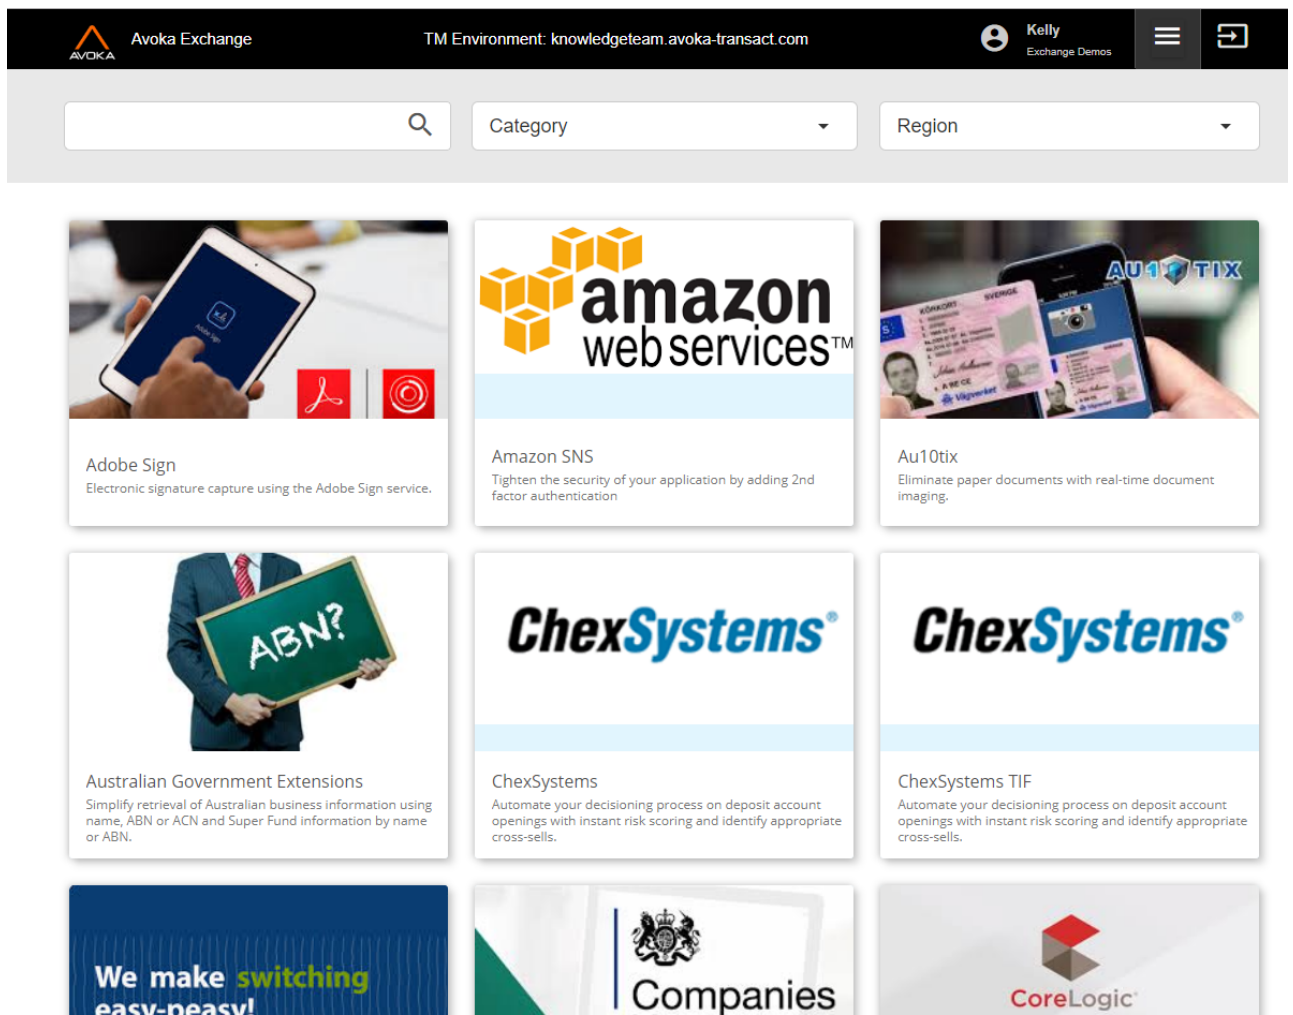 AVOKA
Avoka Exchange
TM Environment: knowledgeteam.avoka-transact.com
Kelly
Exchange Demos
Category
Region
Adobe Sign
amazon
web services™
AU10TIX
KÖRKORT
SVERIGE
Vägverket
Adobe Sign
Electronic signature capture using the Adobe Sign service.
Amazon SNS
Tighten the security of your application by adding 2nd
factor authentication
Au10tix
Eliminate paper documents with real-time document
imaging.
ABN?
ChexSystems®
ChexSystems®
Australian Government Extensions
Simplify retrieval of Australian business information using
name, ABN or ACN and Super Fund information by name
or ABN.
ChexSystems
Automate your decisioning process on deposit account
openings with instant risk scoring and identify appropriate
cross-sells.
ChexSystems TIF
Automate your decisioning process on deposit account
openings with instant risk scoring and identify appropriate
cross-sells.
We make switching
easy-peasy!
Companies
CoreLogic